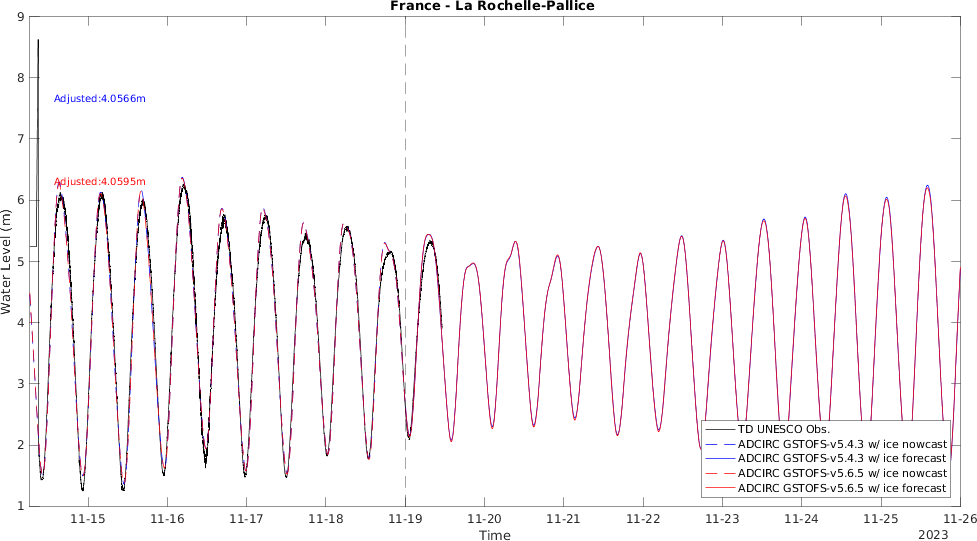 France - La Rochelle-Pallice
9
8
7
6
5
4
3
2
1
Water Level (m)
Adjusted:4.0566m
Adjusted:4.0595m
TD UNESCO Obs.
ADCIRC GSTOFS-v5.4.3 w/ ice nowcast
ADCIRC GSTOFS-v5.4.3 w/ ice forecast
ADCIRC GSTOFS-v5.6.5 w/ ice nowcast
ADCIRC GSTOFS-v5.6.5 w/ ice forecast
11-15 11-16 11-17 11-18 11-19 11-20 11-21 11-22 11-23 11-24 11-25 11-26
Time
2023